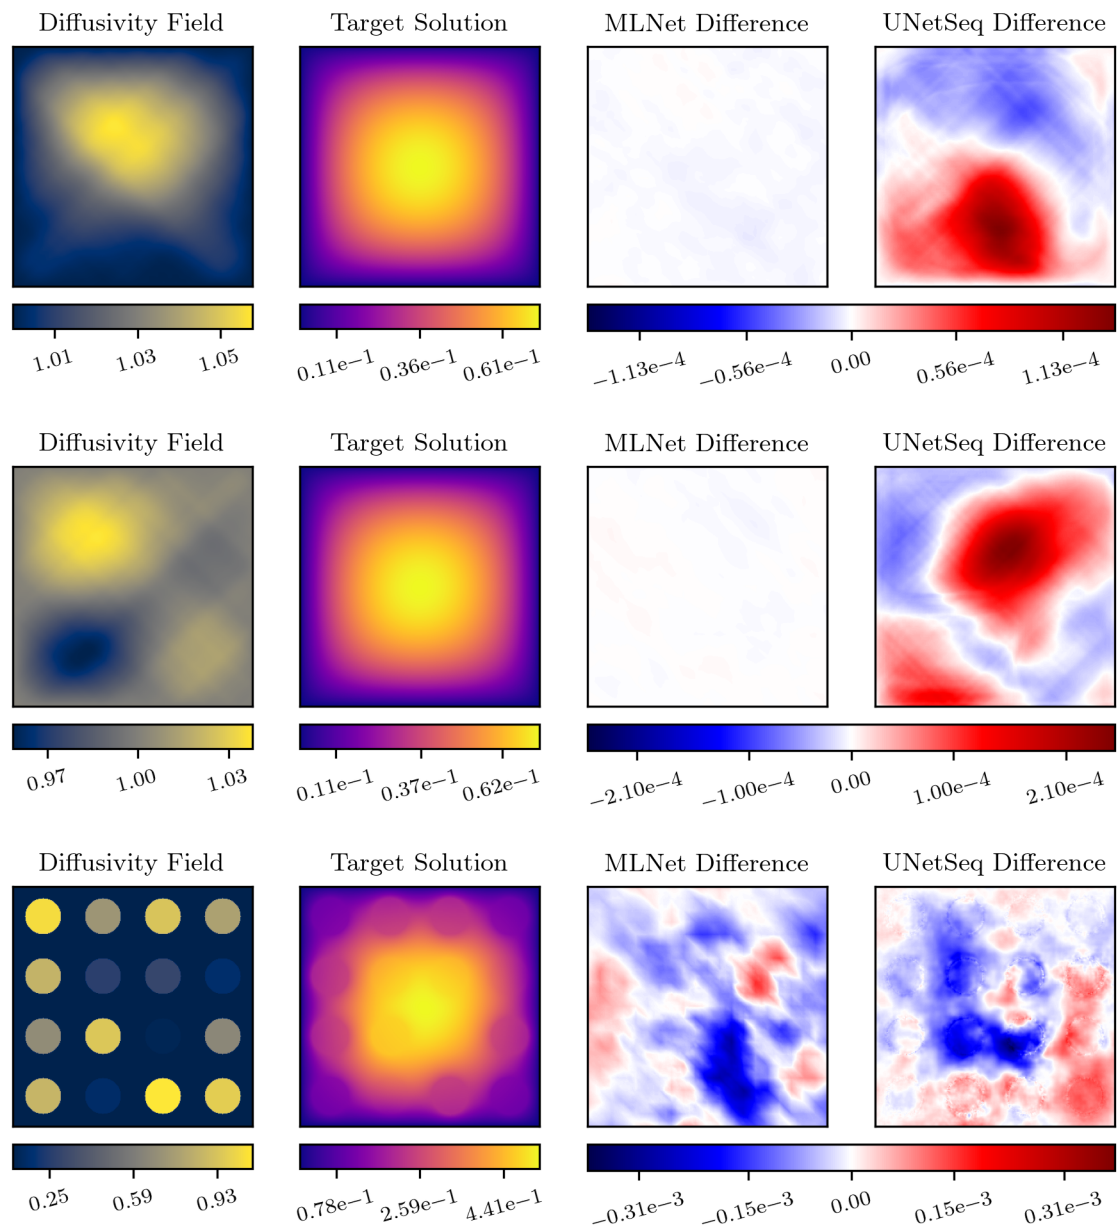 Diffusivity Field Target Solution MLNet Difference UNetSeq Difference
1.01 1.03 1.05 0.11e−1 0.36e−1 0.61e−1 −1.13e−4 −0.56e−4 0.00 0.56e−4 1.13e−4
Diffusivity Field Target Solution MLNet Difference UNetSeq Difference
0.97 1.00 1.03 0.11e−1 0.37e−1 0.62e−1 −2.10e−4 −1.00e−4 0.00 1.00e−4 2.10e−4
Diffusivity Field Target Solution MLNet Difference UNetSeq Difference
0.25 0.59 0.93 0.78e−1 2.59e−1 4.41e−1 −0.31e−3 −0.15e−3 0.00 0.15e−3 0.31e−3